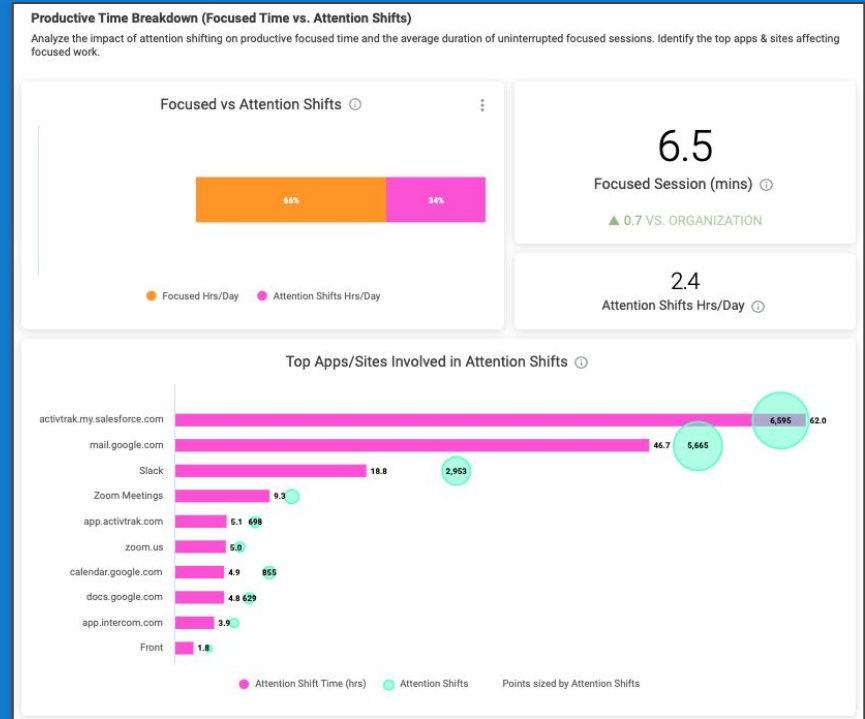 Productive Time Breakdown (Focused Time vs. Attention Shifts)
Analyze the impact of attention shifting on productive focused time and the average duration of uninterrupted focused sessions. Identify the top apps & sites affecting
focused work.
Focused vs Attention Shifts
66%
34%
Focused Hrs/Day
Attention Shifts Hrs/Day
6.5
Focused Session (mins)
▲ 0.7 VS. ORGANIZATION
2.4
Attention Shifts Hrs/Day
Top Apps/Sites Involved in Attention Shifts
activtrak.my.salesforce.com 6,595 62.0
mail.google.com 46.7 5,665
Slack 18.8 2,953
Zoom Meetings 9.3
app.activtrak.com 5.1 698
zoom.us 5.0
calendar.google.com 4.9 855
docs.google.com 4.8 629
app.intercom.com 3.9
Front 1.8
Attention Shift Time (hrs) Attention Shifts Points sized by Attention Shifts